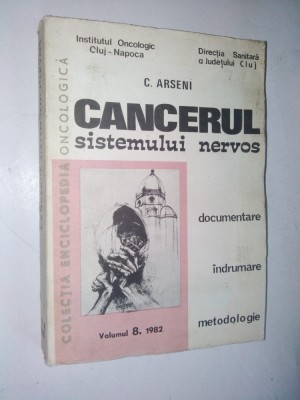 Institutul Oncologic
Cluj-Napoca
Direcția Sanitară
a Județului Cluj
C. ARSENI
CANCERUL
sistemului nervos
documentare
îndrumare
metodologie
Volumul 8. 1982
COLECȚIA ENCICLOPEDIA ONCOLOGICĂ